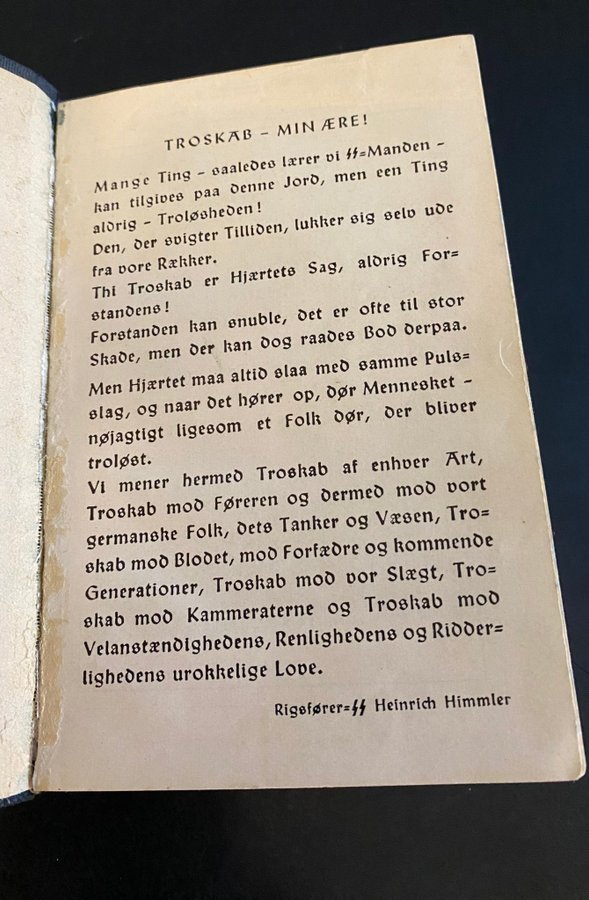 TROSKAB – MIN ÆRE!
Mange Ting – saaledes lærer vi ᛋᛋ=Manden –
kan tilgives paa denne Jord, men een Ting
aldrig – Troløsheden!
Den, der svigter Tilliden, lukker sig selv ude
fra vore Rækker.
Thi Troskab er Hjærtets Sag, aldrig For=
standens!
Forstanden kan snuble, det er ofte til stor
Skade, men der kan dog raades Bod derpaa.
Men Hjærtet maa altid slaa med samme Puls=
slag, og naar det hører op, dør Mennesket –
nøjagtigt ligesom et Folk dør, der bliver
troløst.
Vi mener hermed Troskab af enhver Art,
Troskab mod Føreren og dermed mod vort
germanske Folk, dets Tanker og Væsen, Tro=
skab mod Blodet, mod Forfædre og kommende
Generationer, Troskab mod vor Slægt, Tro=
skab mod Kammeraterne og Troskab mod
Velanstændighedens, Renlighedens og Ridder=
lighedens urokkelige Love.
Rigsfører=ᛋᛋ Heinrich Himmler